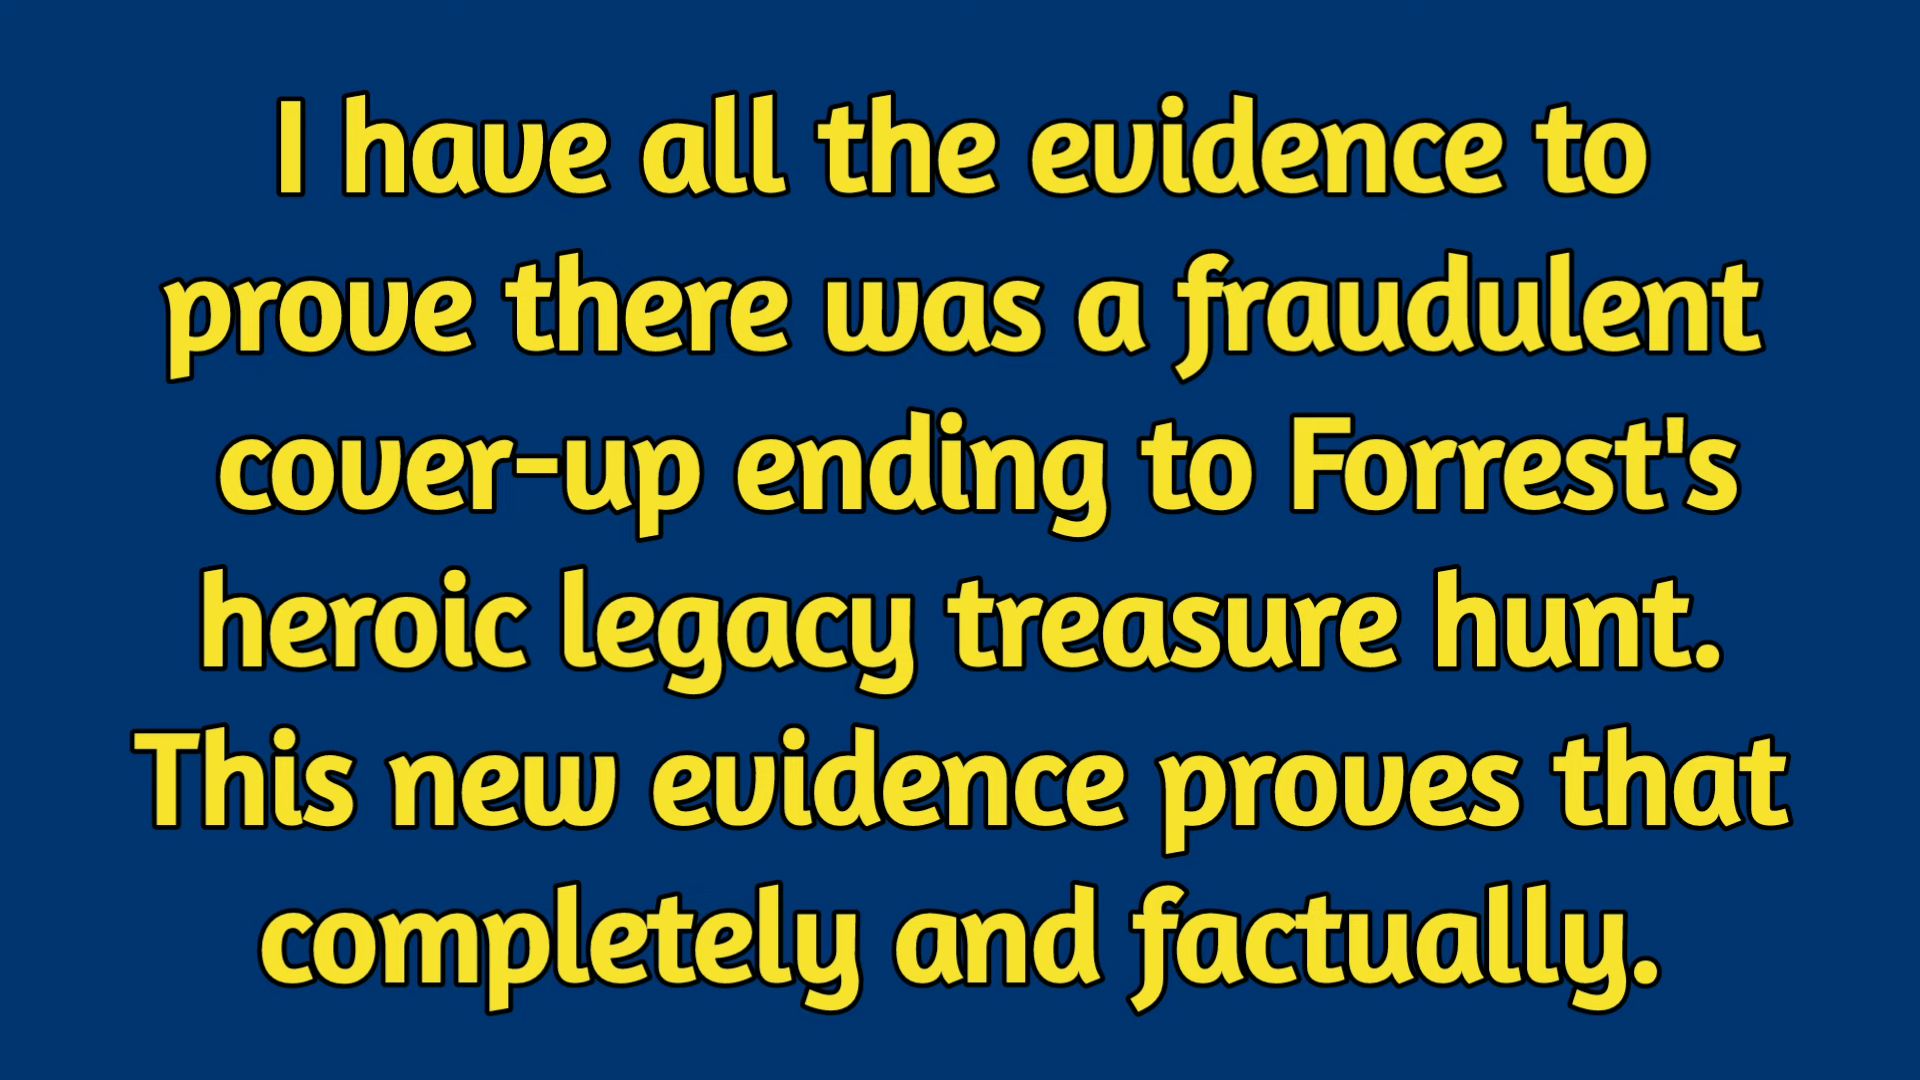 I have all the evidence to
prove there was a fraudulent
cover-up ending to Forrest's
heroic legacy treasure hunt.
This new evidence proves that
completely and factually.